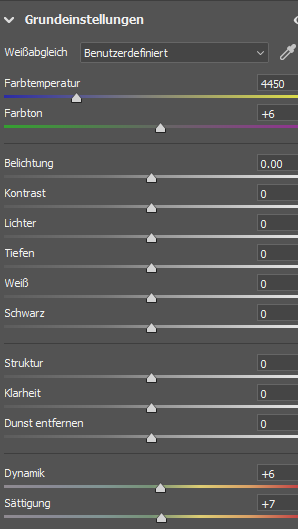 Grundeinstellungen
Weißabgleich Benutzerdefiniert
Farbtemperatur 4450
Farbton +6
Belichtung 0.00
Kontrast 0
Lichter 0
Tiefen 0
Weiß 0
Schwarz 0
Struktur 0
Klarheit 0
Dunst entfernen 0
Dynamik +6
Sättigung +7